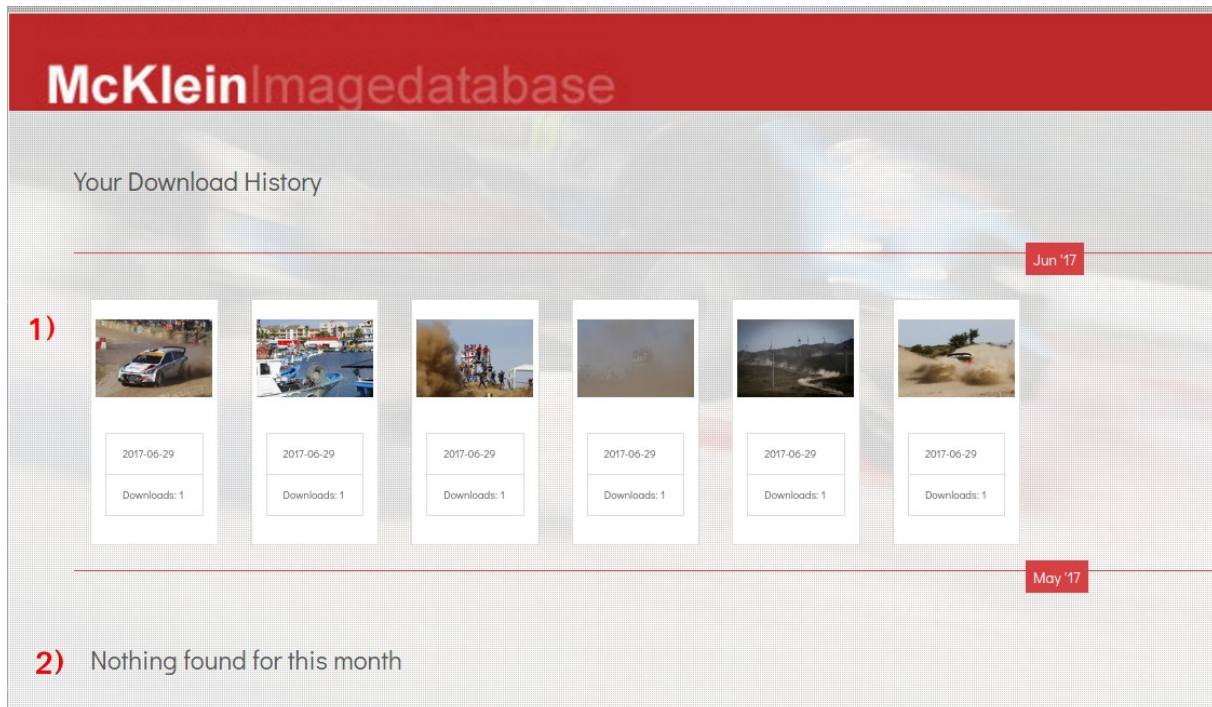 McKleinImagedatabase
Your Download History
Jun '17
1)
2017-06-29 2017-06-29 2017-06-29 2017-06-29 2017-06-29 2017-06-29
Downloads: 1 Downloads: 1 Downloads: 1 Downloads: 1 Downloads: 1 Downloads: 1
May '17
2) Nothing found for this month